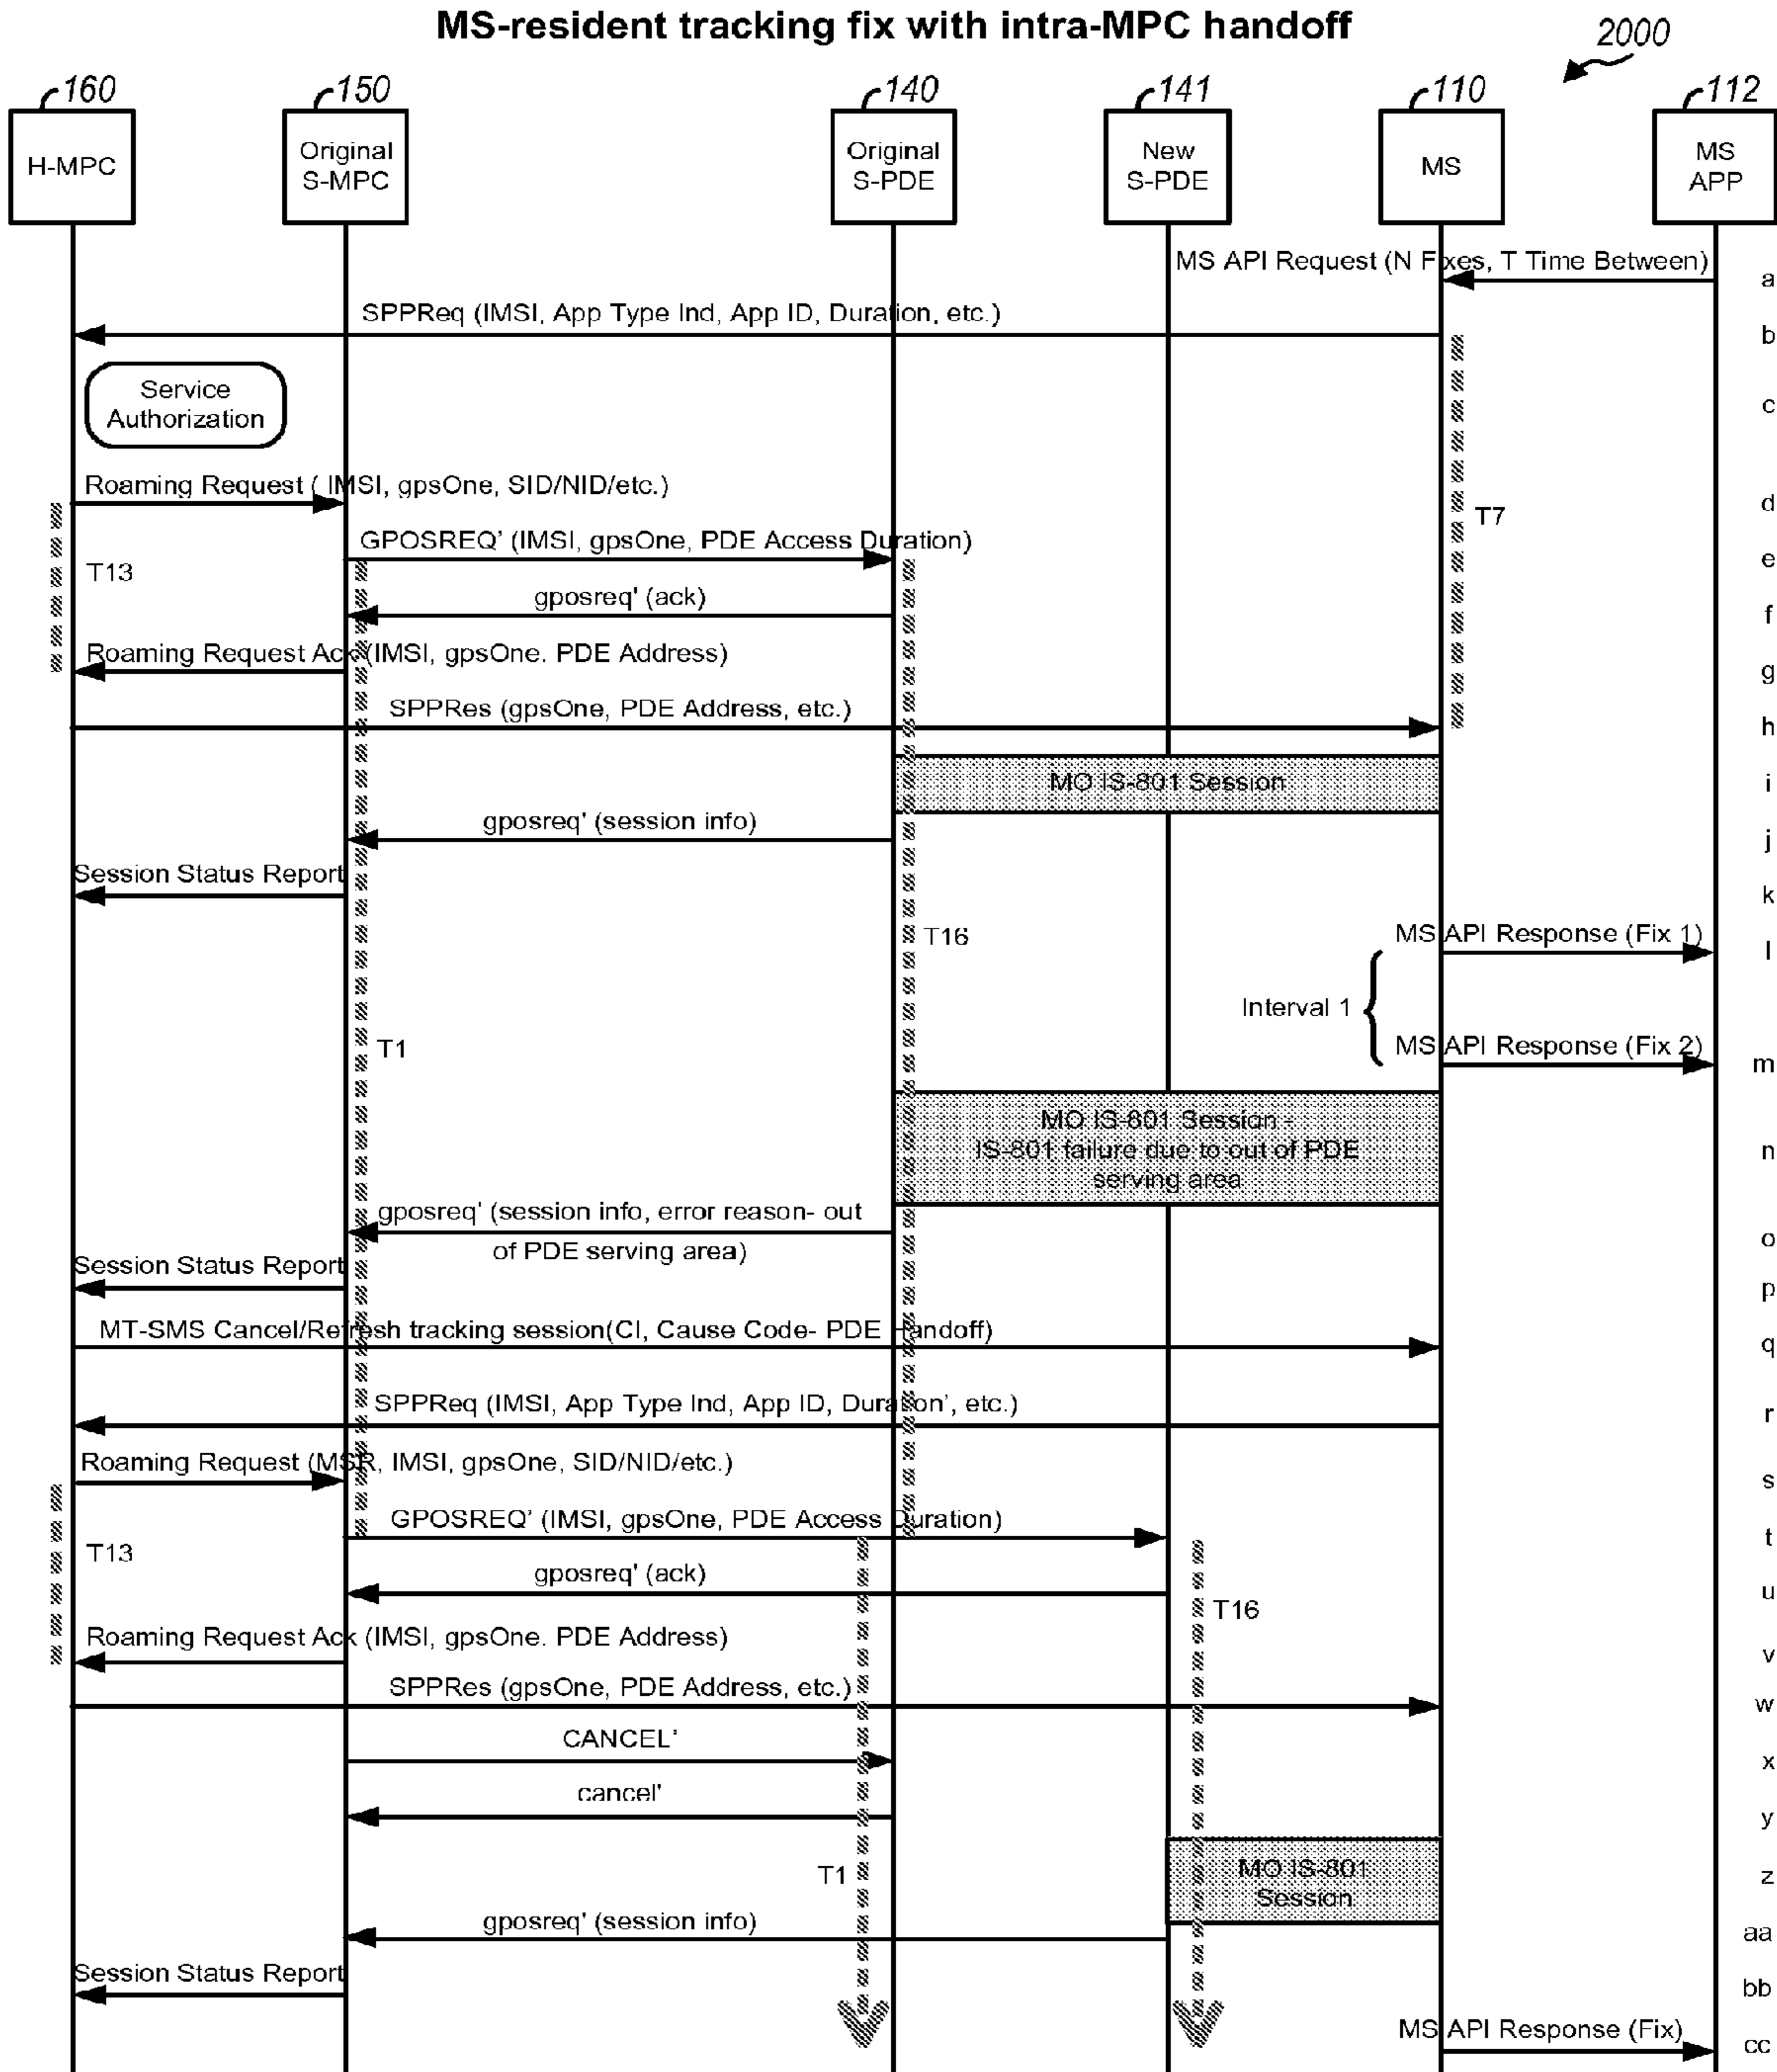 MS-resident tracking fix with intra-MPC handoff
2000
160
150
140
141
110
112
H-MPC
Original
S-MPC
Original
S-PDE
New
S-PDE
MS
MS
APP
MS API Request (N Fixes, T Time Between)
a
SPPReq (IMSI, App Type Ind, App ID, Duration, etc.)
b
Service
Authorization
c
Roaming Request ( IMSI, gpsOne, SID/NID/etc.)
d
T7
GPOSREQ' (IMSI, gpsOne, PDE Access Duration)
e
T13
gposreq' (ack)
f
Roaming Request Ack (IMSI, gpsOne. PDE Address)
g
SPPRes (gpsOne, PDE Address, etc.)
h
MO IS-801 Session
i
gposreq' (session info)
j
Session Status Report
k
T16
MS API Response (Fix 1)
l
Interval 1
T1
MS API Response (Fix 2)
m
MO IS-801 Session -
IS-801 failure due to out of PDE
serving area
n
gposreq' (session info, error reason- out
of PDE serving area)
o
Session Status Report
p
MT-SMS Cancel/Refresh tracking session(CI, Cause Code- PDE Handoff)
q
SPPReq (IMSI, App Type Ind, App ID, Duration', etc.)
r
Roaming Request (MSR, IMSI, gpsOne, SID/NID/etc.)
s
GPOSREQ' (IMSI, gpsOne, PDE Access Duration)
t
T13
gposreq' (ack)
u
T16
Roaming Request Ack (IMSI, gpsOne. PDE Address)
v
SPPRes (gpsOne, PDE Address, etc.)
w
CANCEL'
x
cancel'
y
T1
MO IS-801
Session
z
gposreq' (session info)
aa
Session Status Report
bb
MS API Response (Fix)
cc